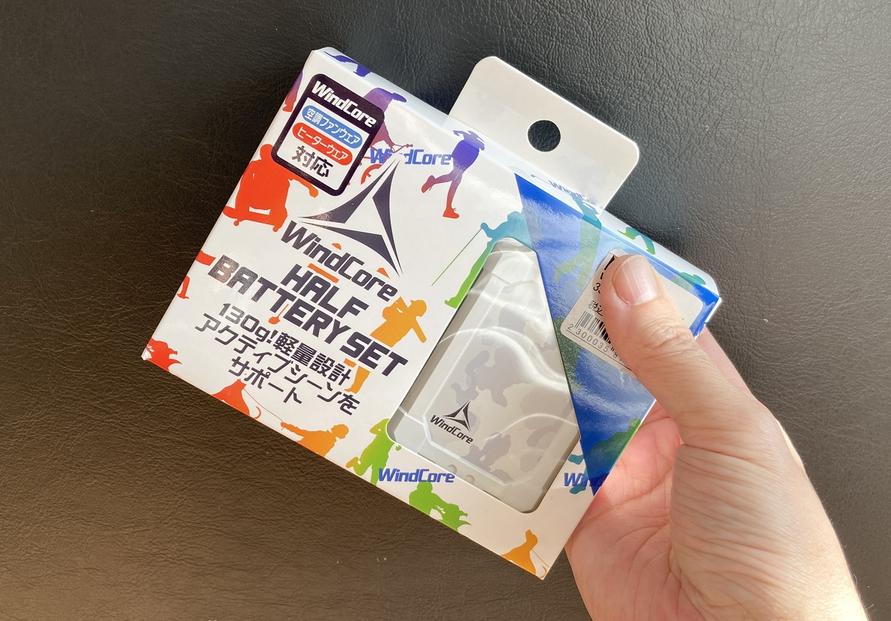 WindCore
空調ファンウェア
ヒーターウェア
対応
WindCore
WindCore
HALF
BATTERY SET
130g!軽量設計
アクティブシーンを
サポート
WindCore
WindCore